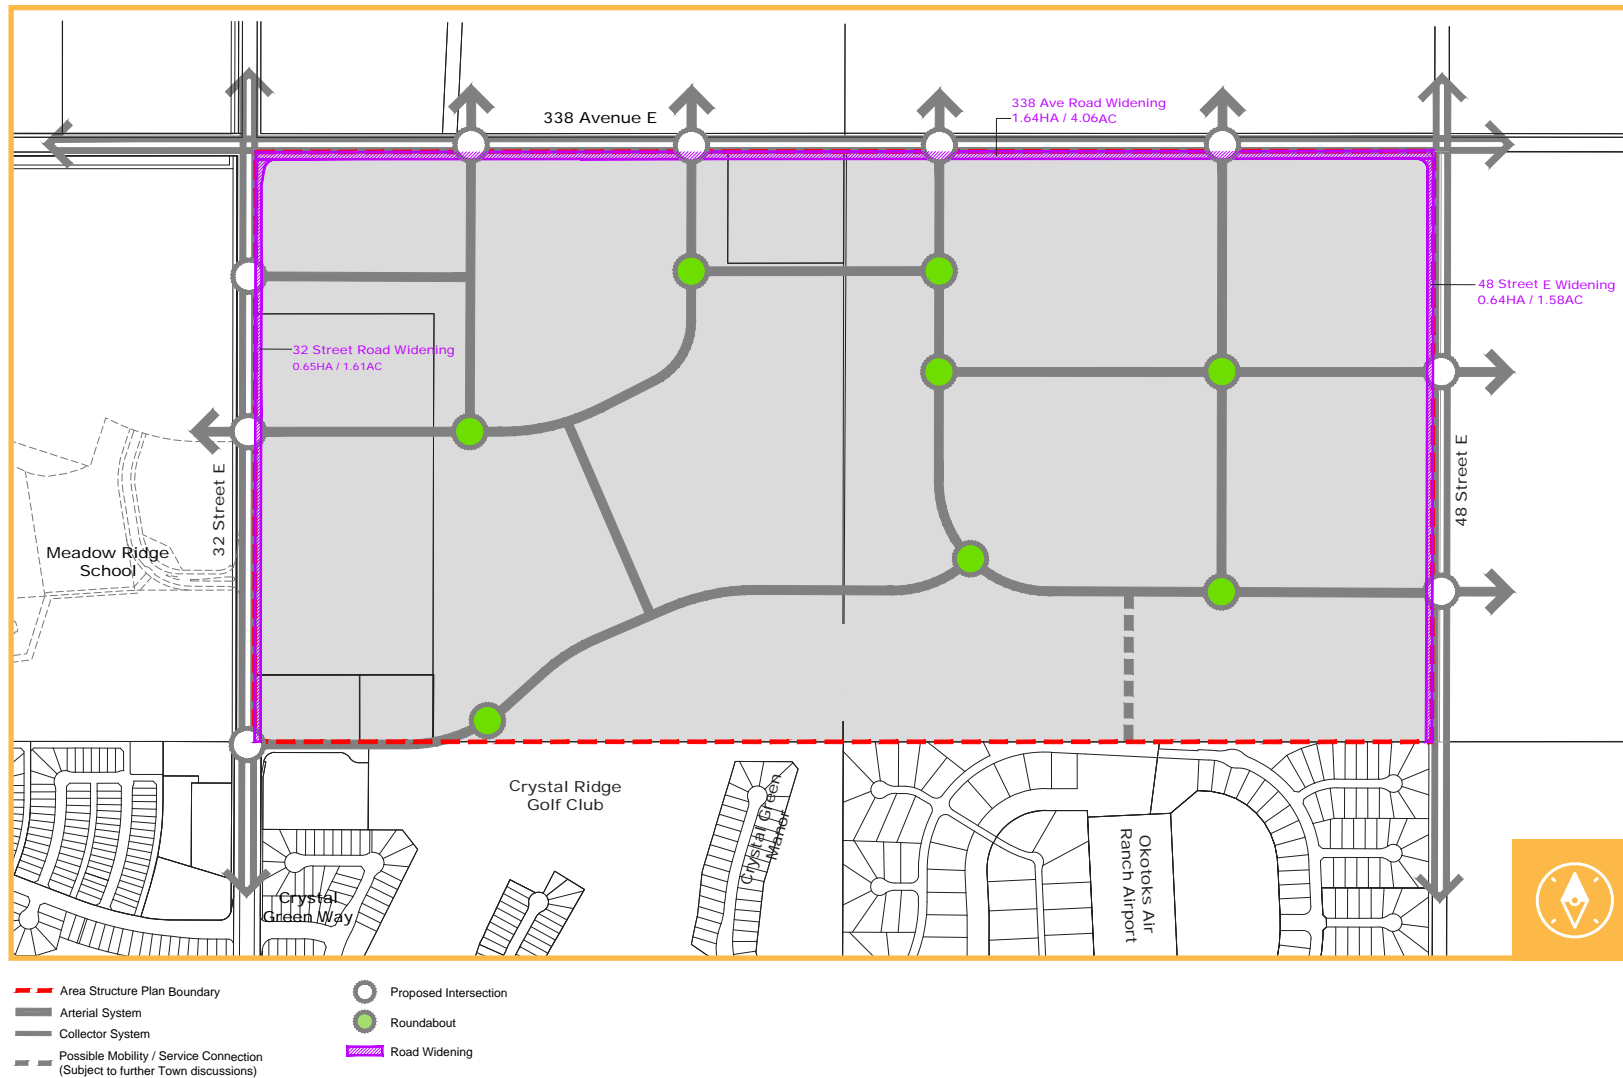 338 Avenue E
338 Ave Road Widening
1.64HA / 4.06AC
48 Street E Widening
0.64HA / 1.58AC
32 Street Road Widening
0.65HA / 1.61AC
32 Street E
48 Street E
Meadow Ridge
School
Crystal Ridge
Golf Club
Crystal Green
Manor
Okotoks Air
Ranch Airport
Crystal
Green Way
Area Structure Plan Boundary
Arterial System
Collector System
Possible Mobility / Service Connection
(Subject to further Town discussions)
Proposed Intersection
Roundabout
Road Widening